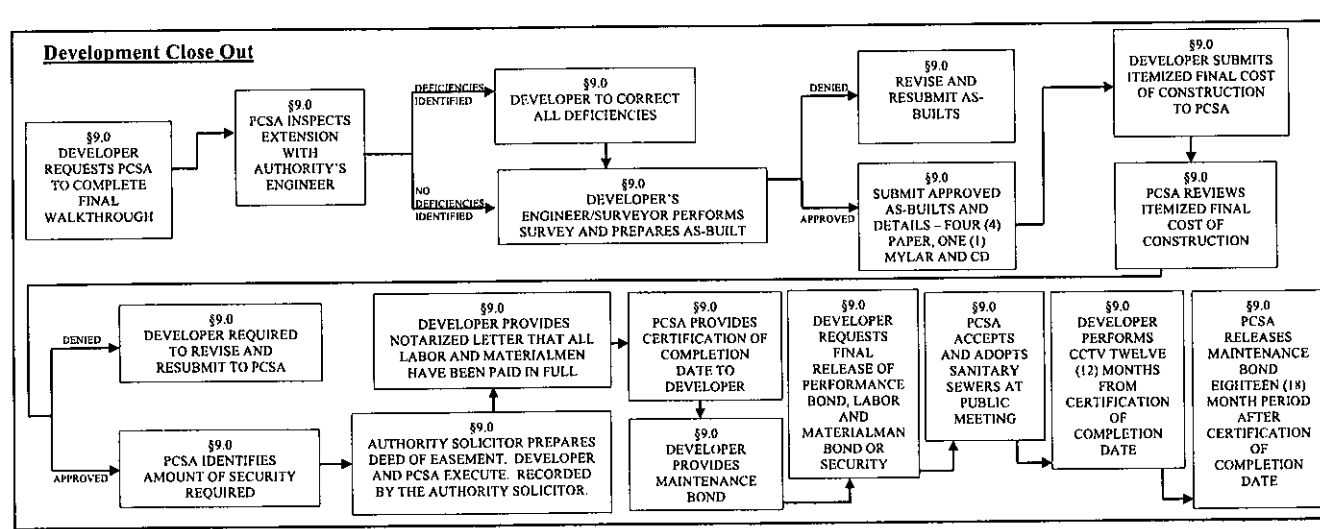 Development Close Out
§9.0
DEVELOPER
REQUESTS PCSA
TO COMPLETE
FINAL
WALKTHROUGH
§9.0
PCSA INSPECTS
EXTENSION
WITH
AUTHORITY'S
ENGINEER
DEFICIENCIES
IDENTIFIED
§9.0
DEVELOPER TO CORRECT
ALL DEFICIENCIES
NO
DEFICIENCIES
IDENTIFIED
§9.0
DEVELOPER'S
ENGINEER/SURVEYOR PERFORMS
SURVEY AND PREPARES AS-BUILT
DENIED
§9.0
REVISE AND
RESUBMIT AS-
BUILTS
APPROVED
§9.0
SUBMIT APPROVED
AS-BUILTS AND
DETAILS – FOUR (4)
PAPER, ONE (1)
MYLAR AND CD
§9.0
DEVELOPER SUBMITS
ITEMIZED FINAL COST
OF CONSTRUCTION
TO PCSA
§9.0
PCSA REVIEWS
ITEMIZED FINAL
COST OF
CONSTRUCTION
DENIED
§9.0
DEVELOPER REQUIRED
TO REVISE AND
RESUBMIT TO PCSA
APPROVED
§9.0
PCSA IDENTIFIES
AMOUNT OF SECURITY
REQUIRED
§9.0
AUTHORITY SOLICITOR PREPARES
DEED OF EASEMENT. DEVELOPER
AND PCSA EXECUTE. RECORDED
BY THE AUTHORITY SOLICITOR.
§9.0
DEVELOPER PROVIDES
NOTARIZED LETTER THAT ALL
LABOR AND MATERIALMEN
HAVE BEEN PAID IN FULL
§9.0
PCSA PROVIDES
CERTIFICATION OF
COMPLETION
DATE TO
DEVELOPER
§9.0
DEVELOPER
PROVIDES
MAINTENANCE
BOND
§9.0
DEVELOPER
REQUESTS
FINAL
RELEASE OF
PERFORMANCE
BOND, LABOR
AND
MATERIALMAN
BOND OR
SECURITY
§9.0
PCSA
ACCEPTS
AND ADOPTS
SANITARY
SEWERS AT
PUBLIC
MEETING
§9.0
DEVELOPER
PERFORMS
CCTV TWELVE
(12) MONTHS
FROM
CERTIFICATION
OF
COMPLETION
DATE
§9.0
PCSA
RELEASES
MAINTENANCE
BOND
EIGHTEEN (18)
MONTH PERIOD
AFTER
CERTIFICATION
OF
COMPLETION
DATE